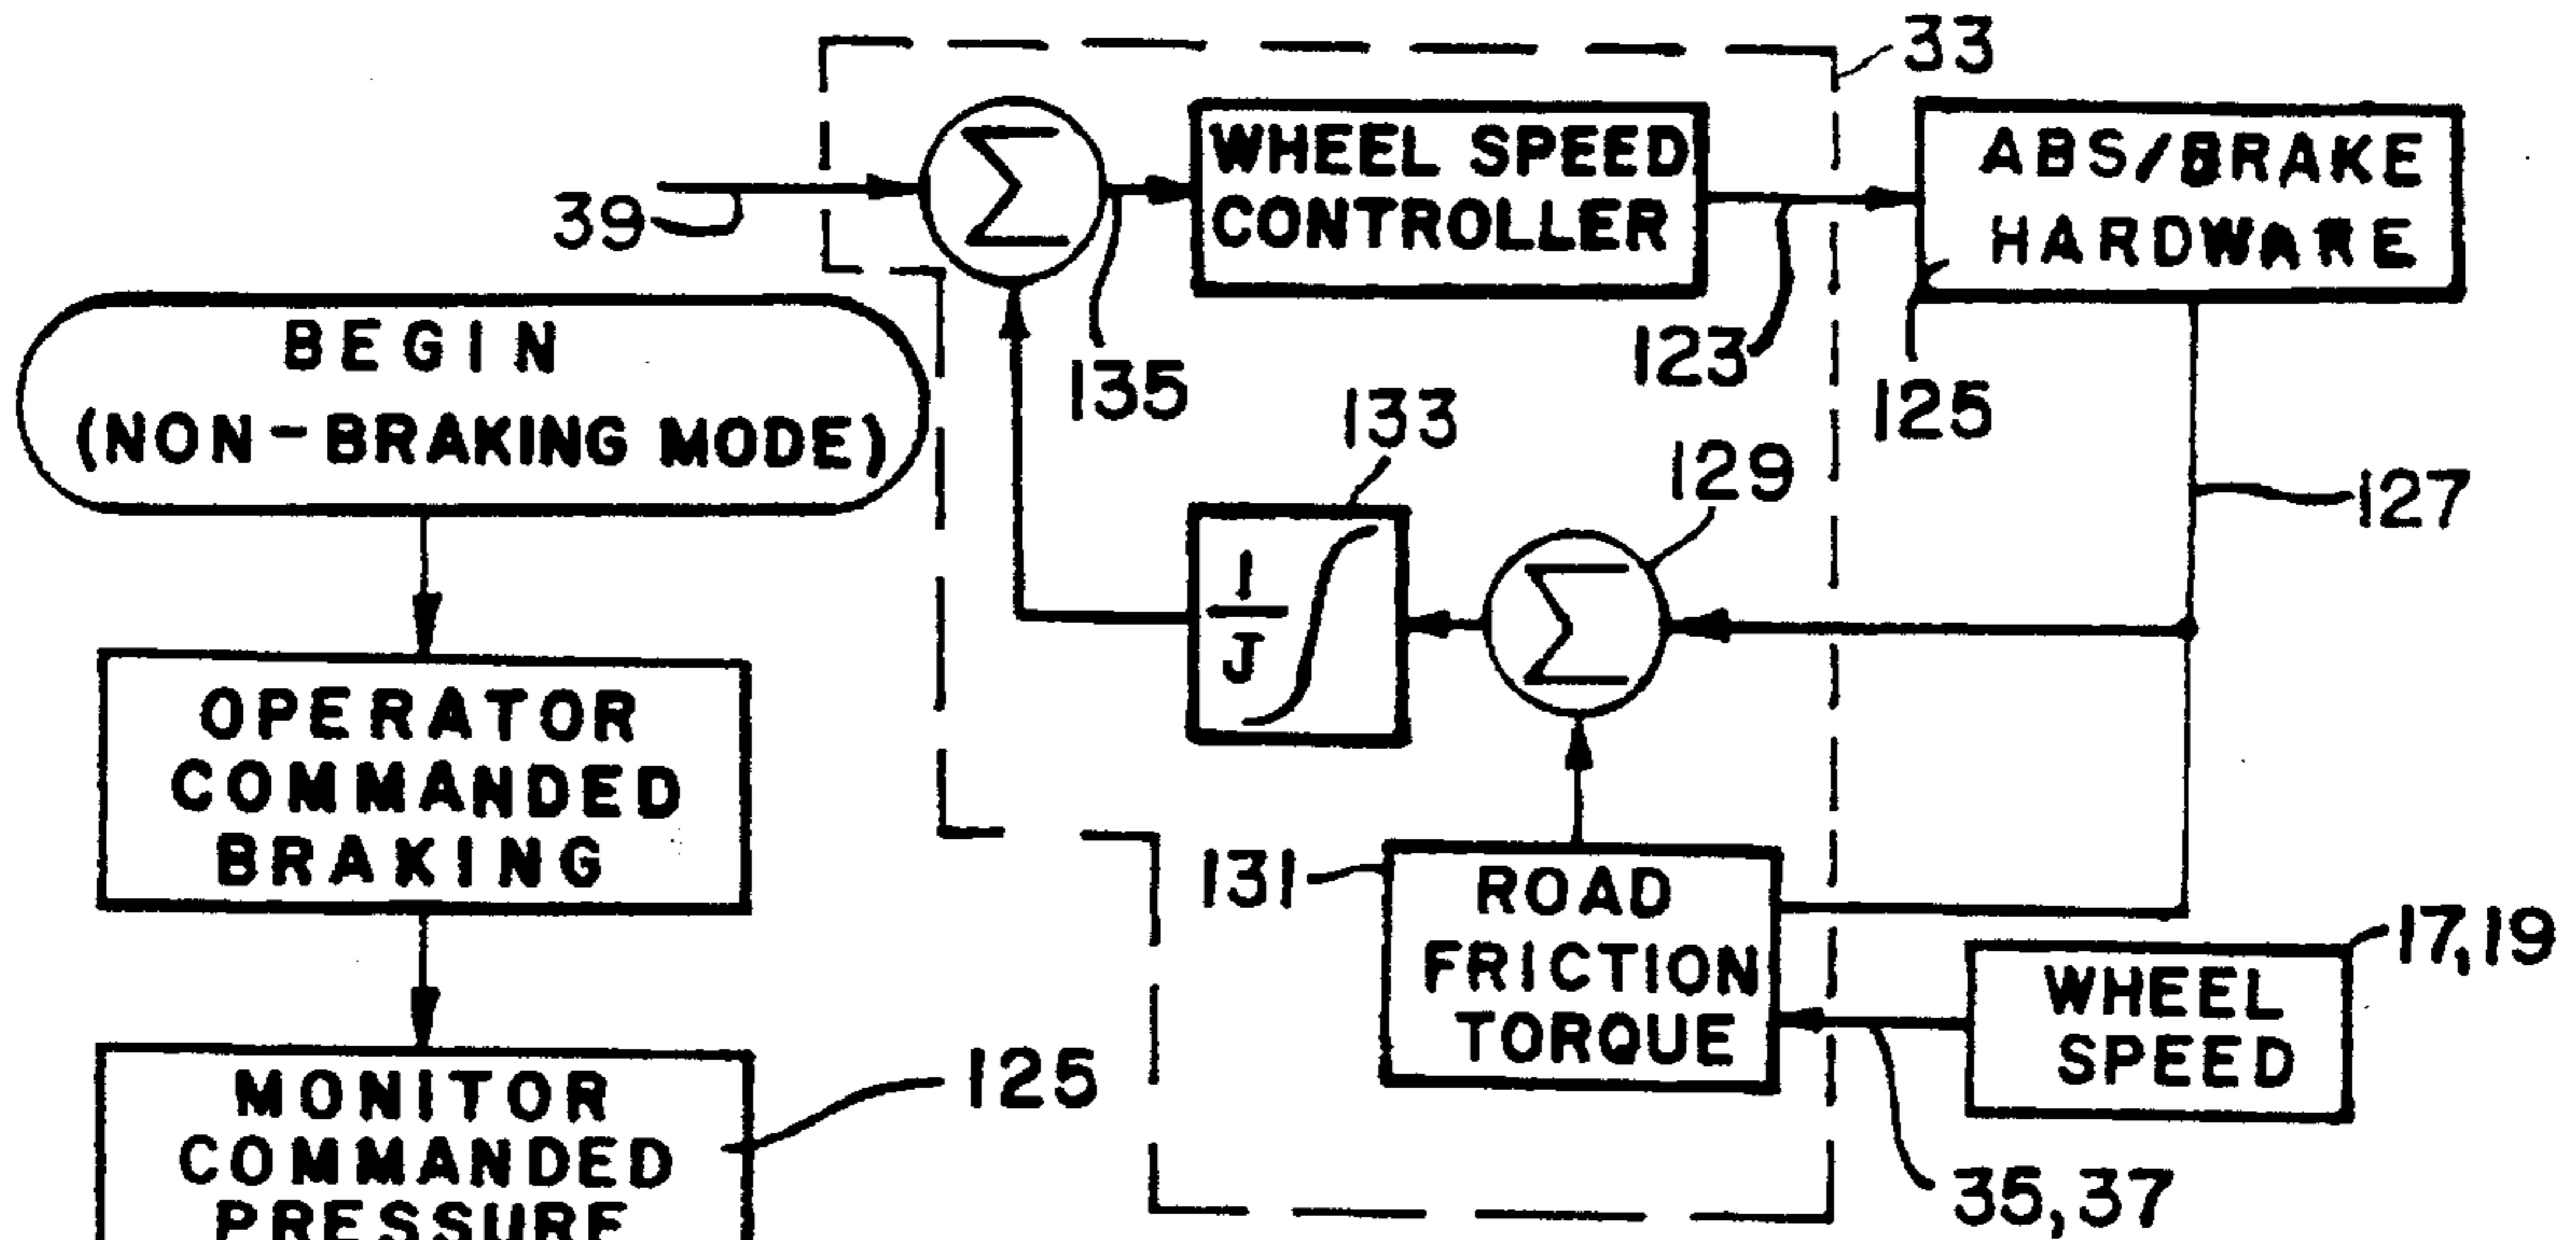 33
39
Σ
WHEEL SPEED
CONTROLLER
ABS/BRAKE
HARDWARE
135
123
125
BEGIN
(NON-BRAKING MODE)
133
129
127
1
J
Σ
OPERATOR
COMMANDED
BRAKING
131
ROAD
FRICTION
TORQUE
17,19
WHEEL
SPEED
35,37
MONITOR
COMMANDED
PRESSURE
125